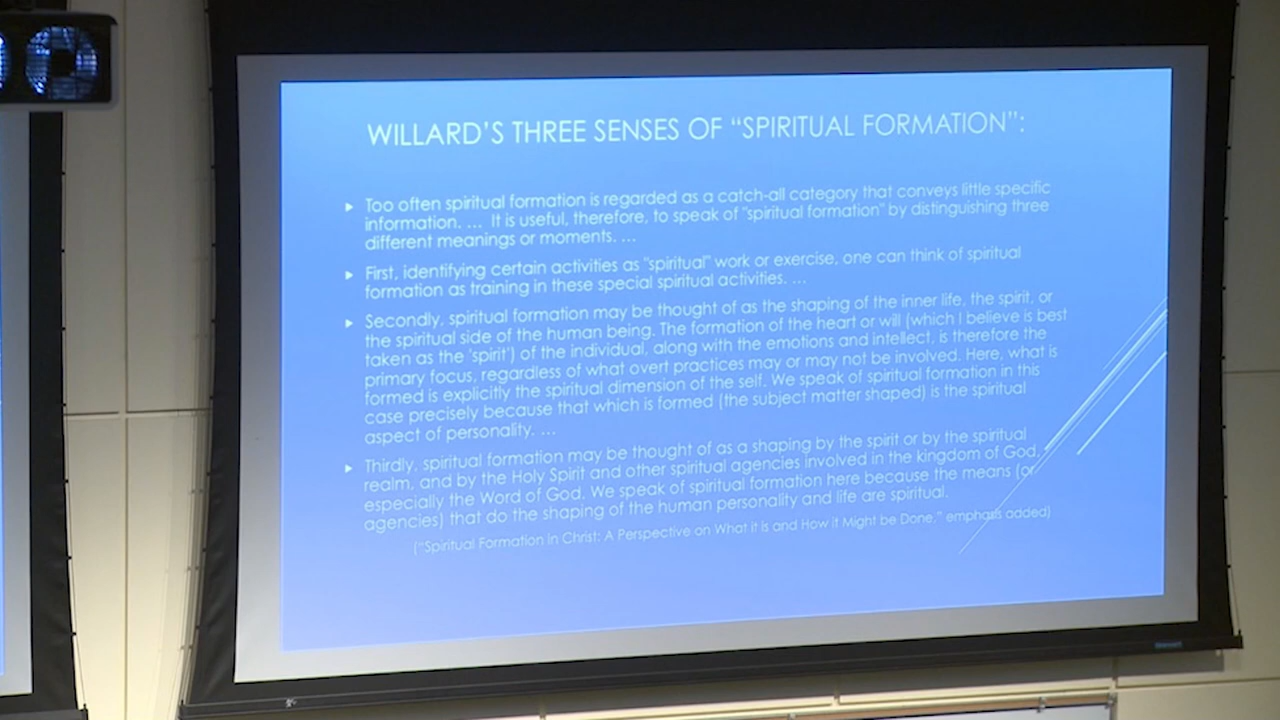 WILLARD'S THREE SENSES OF "SPIRITUAL FORMATION":
Too often spiritual formation is regarded as a catch-all category that conveys little specific
information. … It is useful, therefore, to speak of "spiritual formation" by distinguishing three
different meanings or moments. …
First, identifying certain activities as "spiritual" work or exercise, one can think of spiritual
formation as training in these special spiritual activities. …
Secondly, spiritual formation may be thought of as the shaping of the inner life, the spirit, or
the spiritual side of the human being. The formation of the heart or will (which I believe is best
taken as the 'spirit') of the individual, along with the emotions and intellect, is therefore the
primary focus, regardless of what overt practices may or may not be involved. Here, what is
formed is explicitly the spiritual dimension of the self. We speak of spiritual formation in this
case precisely because that which is formed (the subject matter shaped) is the spiritual
aspect of personality. …
Thirdly, spiritual formation may be thought of as a shaping by the spirit or by the spiritual
realm, and by the Holy Spirit and other spiritual agencies involved in the kingdom of God,
especially the Word of God. We speak of spiritual formation here because the means (or
agencies) that do the shaping of the human personality and life are spiritual.
("Spiritual Formation in Christ: A Perspective on What it is and How it Might be Done," emphasis added)